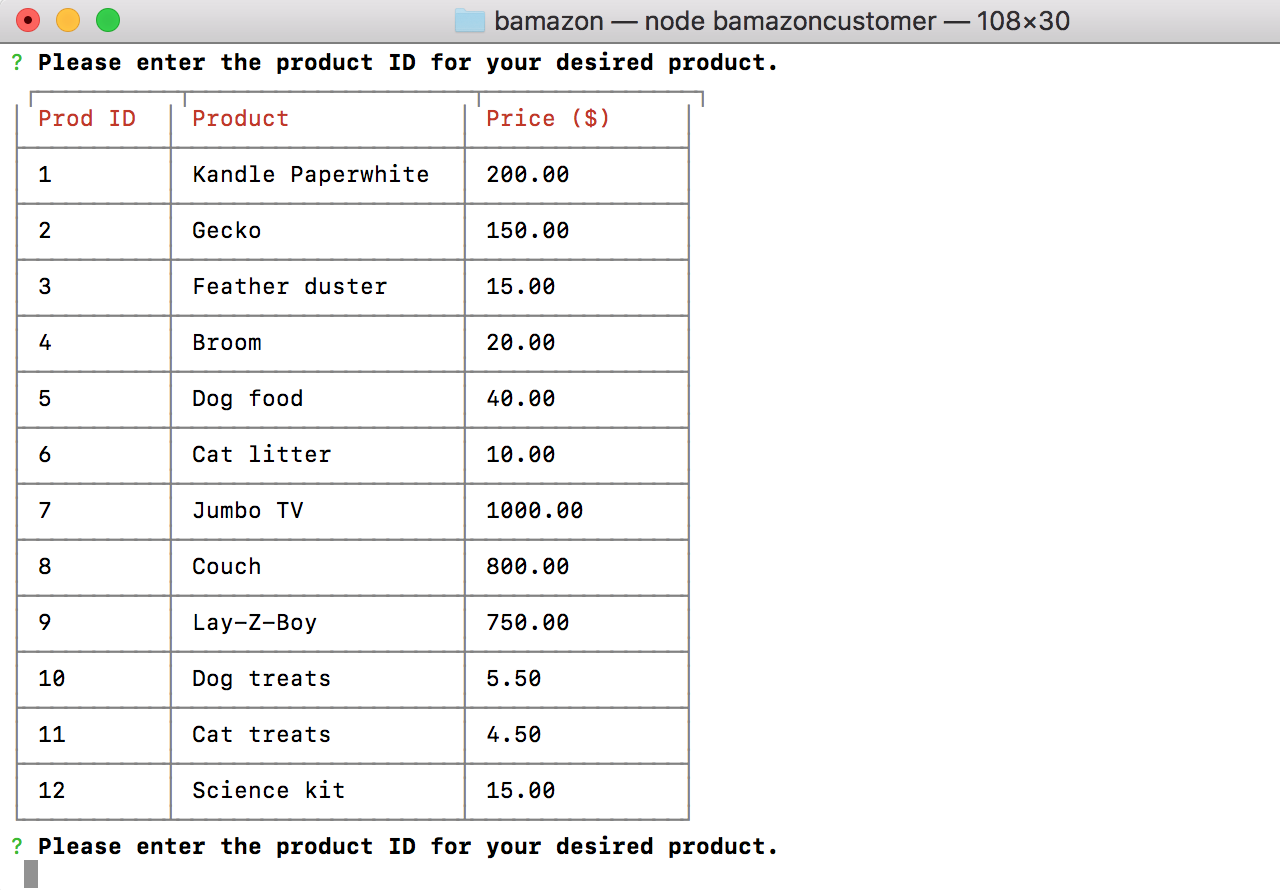 bamazon — node bamazoncustomer — 108×30
? Please enter the product ID for your desired product.
Prod ID Product Price ($)
1 Kandle Paperwhite 200.00
2 Gecko 150.00
3 Feather duster 15.00
4 Broom 20.00
5 Dog food 40.00
6 Cat litter 10.00
7 Jumbo TV 1000.00
8 Couch 800.00
9 Lay-Z-Boy 750.00
10 Dog treats 5.50
11 Cat treats 4.50
12 Science kit 15.00
? Please enter the product ID for your desired product.